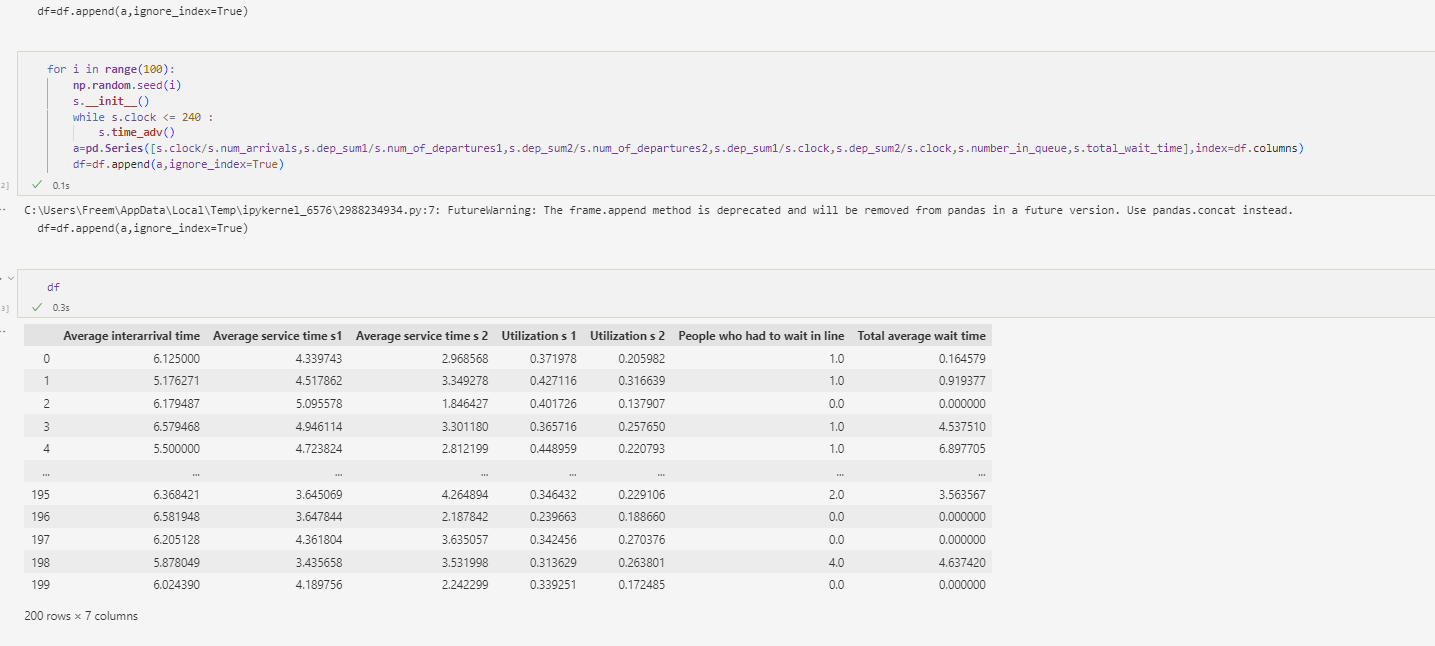 df=df.append(a,ignore_index=True)
for i in range(100):
np.random.seed(i)
s.__init__()
while s.clock <= 240 :
s.time_adv()
a=pd.Series([s.clock/s.num_arrivals,s.dep_sum1/s.num_of_departures1,s.dep_sum2/s.num_of_departures2,s.dep_sum1/s.clock,s.dep_sum2/s.clock,s.number_in_queue,s.total_wait_time],index=df.columns)
df=df.append(a,ignore_index=True)
2] ✓ 0.1s
C:\Users\Freem\AppData\Local\Temp\ipykernel_6576\2988234934.py:7: FutureWarning: The frame.append method is deprecated and will be removed from pandas in a future version. Use pandas.concat instead.
df=df.append(a,ignore_index=True)
df
3] ✓ 0.3s
Average interarrival time Average service time s1 Average service time s 2 Utilization s 1 Utilization s 2 People who had to wait in line Total average wait time
0 6.125000 4.339743 2.968568 0.371978 0.205982 1.0 0.164579
1 5.176271 4.517862 3.349278 0.427116 0.316639 1.0 0.919377
2 6.179487 5.095578 1.846427 0.401726 0.137907 0.0 0.000000
3 6.579468 4.946114 3.301180 0.365716 0.257650 1.0 4.537510
4 5.500000 4.723824 2.812199 0.448959 0.220793 1.0 6.897705
... ... ... ... ... ... ... ...
195 6.368421 3.645069 4.264894 0.346432 0.229106 2.0 3.563567
196 6.581948 3.647844 2.187842 0.239663 0.188660 0.0 0.000000
197 6.205128 4.361804 3.635057 0.342456 0.270376 0.0 0.000000
198 5.878049 3.435658 3.531998 0.313629 0.263801 4.0 4.637420
199 6.024390 4.189756 2.242299 0.339251 0.172485 0.0 0.000000
200 rows × 7 columns